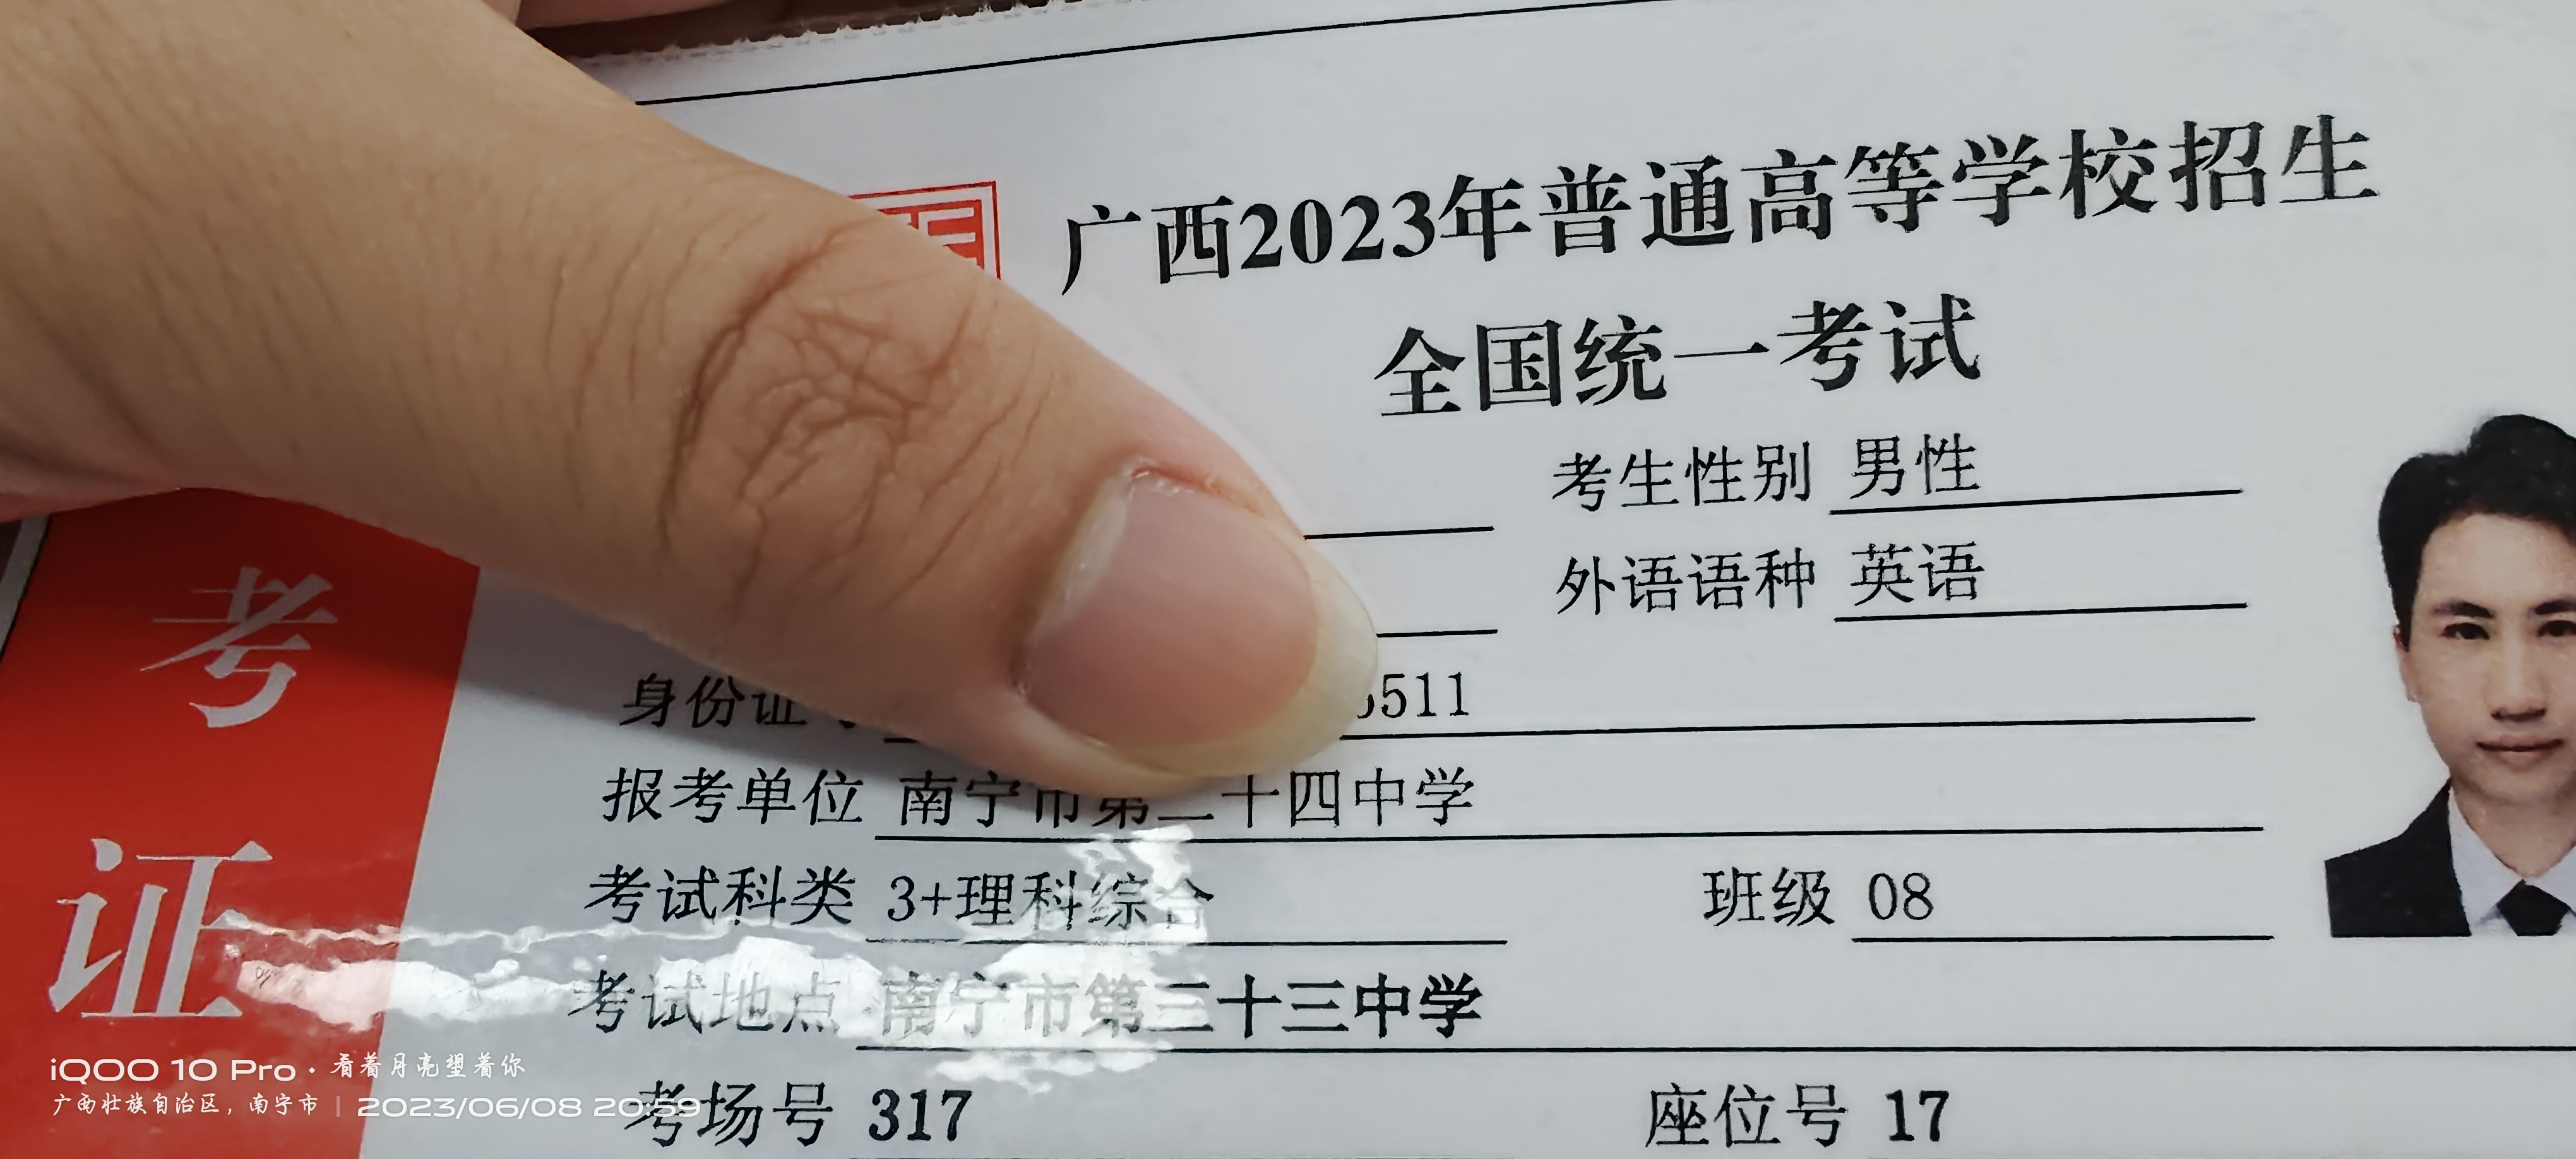 广西2023年普通高等学校招生
全国统一考试
考生性别 男性
外语语种 英语
身份证 511
报考单位 南宁市第二十四中学
考试科类 3+理科综合
班级 08
考试地点 南宁市第三十三中学
考场号 317
座位号 17
考
证
iQOO 10 Pro · 看着月亮塑着你
广西壮族自治区，南宁市 | 2023/06/08 20:59